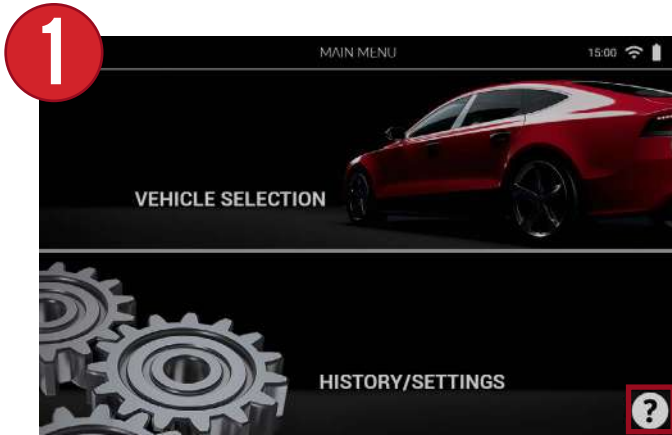 1
MAIN MENU 15:00
VEHICLE SELECTION
HISTORY/SETTINGS
?